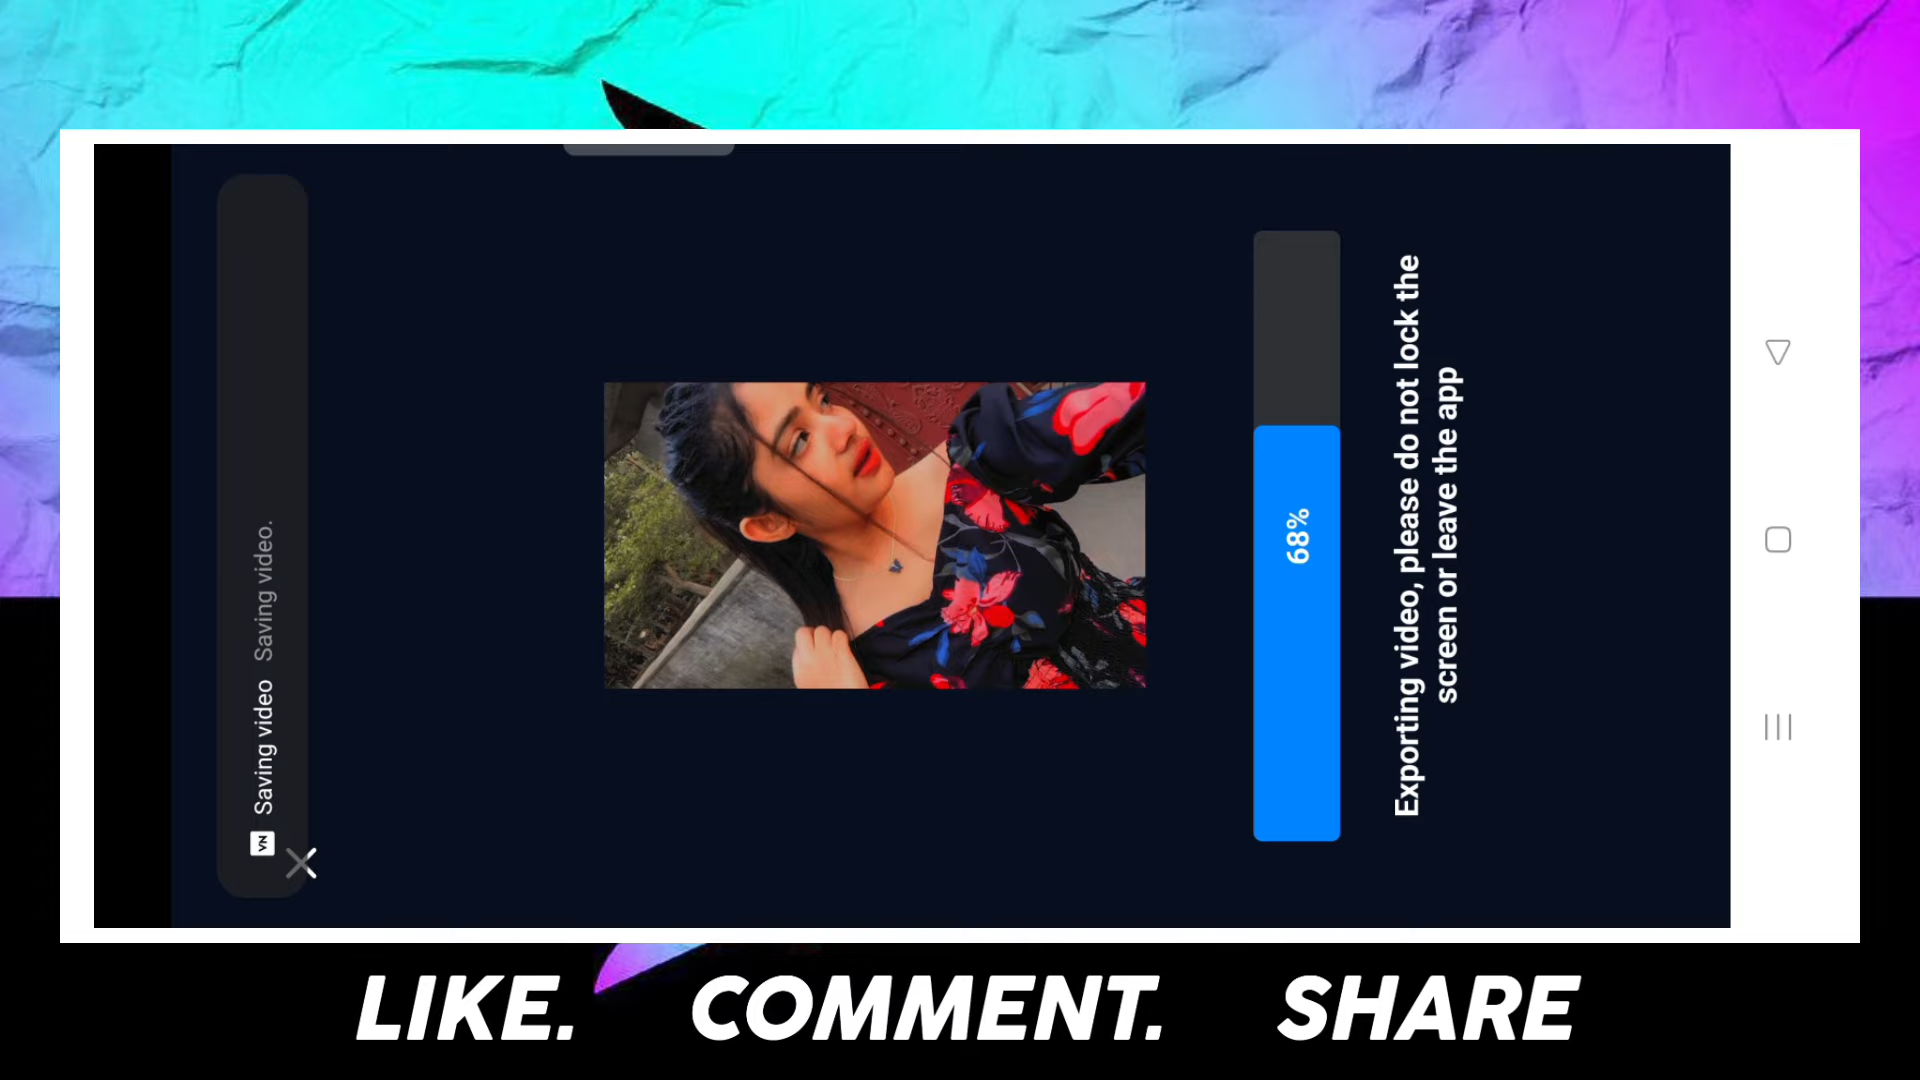 VN Saving video Saving video.
68%
Exporting video, please do not lock the
screen or leave the app
LIKE. COMMENT. SHARE